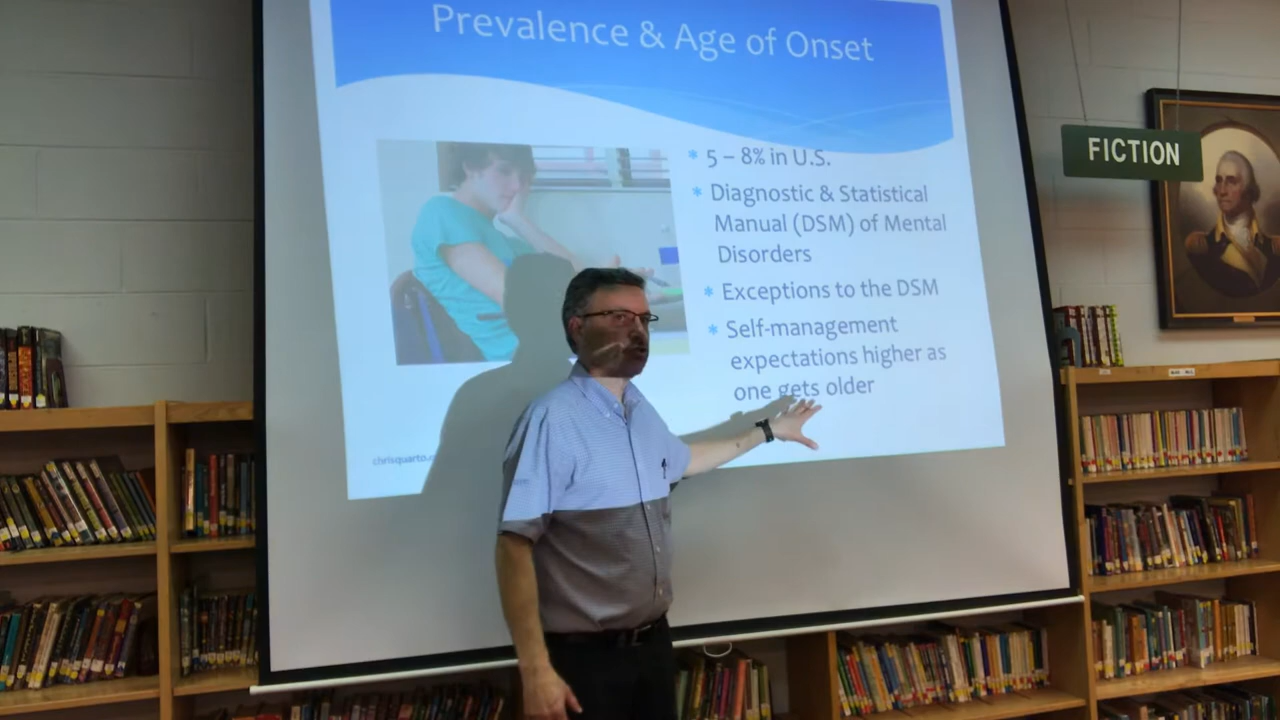 Prevalence & Age of Onset
* 5 – 8% in U.S.
* Diagnostic & Statistical
Manual (DSM) of Mental
Disorders
* Exceptions to the DSM
* Self-management
expectations higher as
one gets older
chrisquarto.
FICTION